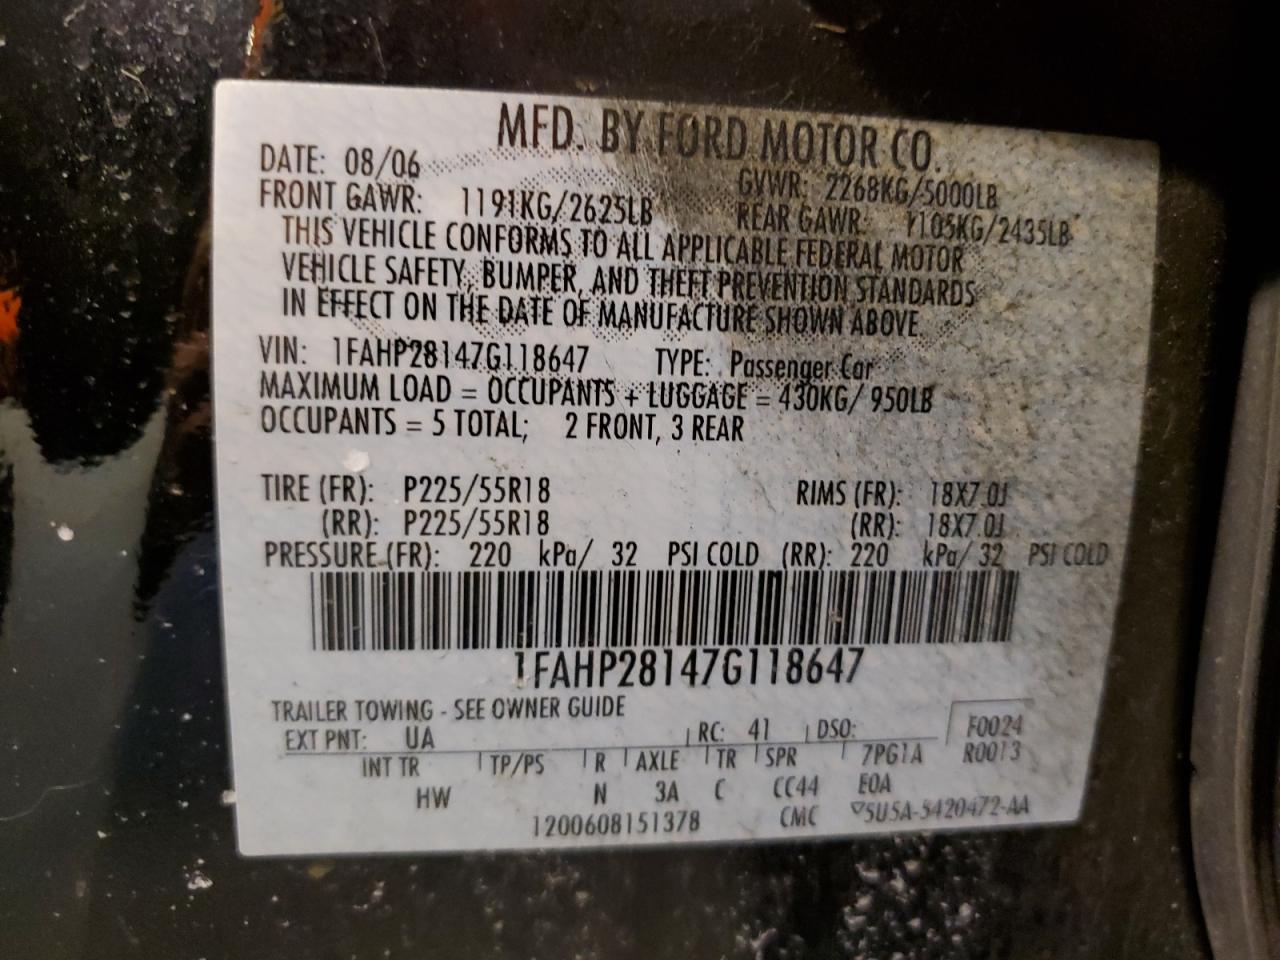 MFD. BY FORD MOTOR CO.
DATE: 08/06 GVWR: 2268KG/5000LB
FRONT GAWR: 1191KG/2625LB REAR GAWR: 1105KG/2435LB
THIS VEHICLE CONFORMS TO ALL APPLICABLE FEDERAL MOTOR
VEHICLE SAFETY, BUMPER, AND THEFT PREVENTION STANDARDS
IN EFFECT ON THE DATE OF MANUFACTURE SHOWN ABOVE
VIN: 1FAHP28147G118647 TYPE: Passenger Car
MAXIMUM LOAD = OCCUPANTS + LUGGAGE = 430KG/ 950LB
OCCUPANTS = 5 TOTAL; 2 FRONT, 3 REAR
TIRE (FR): P225/55R18 RIMS (FR): 18X7.0J
(RR): P225/55R18 (RR): 18X7.0J
PRESSURE (FR): 220 kPa/ 32 PSI COLD (RR): 220 kPa/ 32 PSI COLD
1FAHP28147G118647
TRAILER TOWING - SEE OWNER GUIDE
EXT PNT: UA RC: 41 DSO: F0024
INT TR TP/PS R AXLE TR SPR 7PG1A R0013
HW N 3A C CC44 E0A
1200608151378 CMC 5U5A-5420472-AA